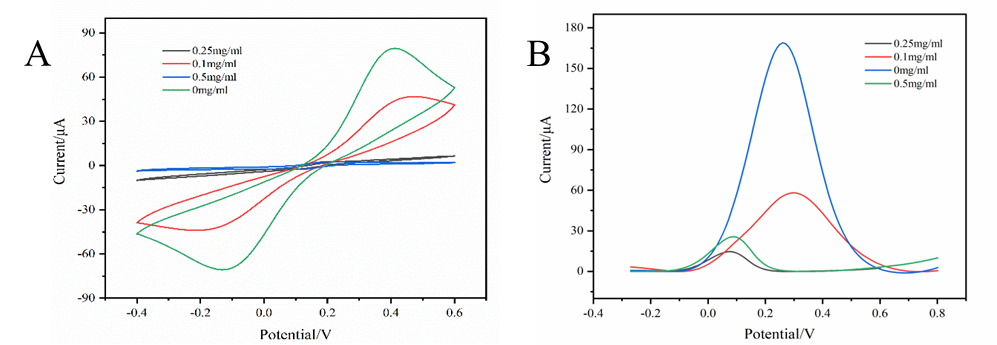 A
90
60
30
0
-30
-60
-90
Current/μA
0.25mg/ml
0.1mg/ml
0.5mg/ml
0mg/ml
-0.4
-0.2
0.0
0.2
0.4
0.6
Potential/V
B
180
150
120
90
60
30
0
Current/μA
0.25mg/ml
0.1mg/ml
0mg/ml
0.5mg/ml
-0.4
-0.2
0.0
0.2
0.4
0.6
0.8
Potential/V